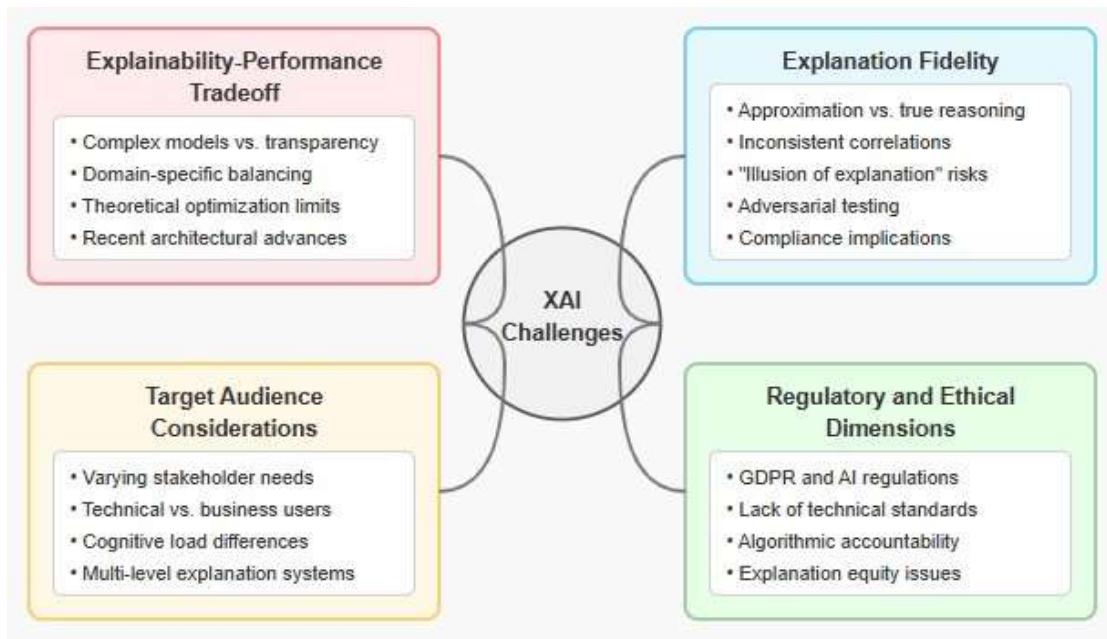 Explainability-Performance
Tradeoff
• Complex models vs. transparency
• Domain-specific balancing
• Theoretical optimization limits
• Recent architectural advances
Explanation Fidelity
• Approximation vs. true reasoning
• Inconsistent correlations
• "Illusion of explanation" risks
• Adversarial testing
• Compliance implications
XAI
Challenges
Target Audience
Considerations
• Varying stakeholder needs
• Technical vs. business users
• Cognitive load differences
• Multi-level explanation systems
Regulatory and Ethical
Dimensions
• GDPR and AI regulations
• Lack of technical standards
• Algorithmic accountability
• Explanation equity issues